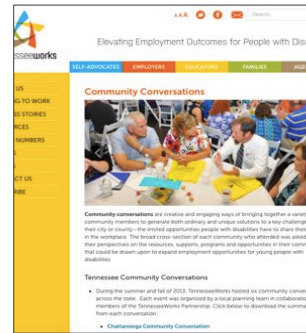 A A A
Search
Elevating Employment Outcomes for People with Disa
esseeworks
SELF-ADVOCATES EMPLOYERS EDUCATORS FAMILIES AGE
US
NG TO WORK
SS STORIES
RCES
NUMBERS
S
CT US
RIBE
Community Conversations
Community conversations are creative and engaging ways of bringing together a variety
community members to generate both ordinary and unique solutions to a key challenge
their city or county—the limited opportunities people with disabilities have to share their
in the workplace. The broad cross-section of each community who attended was asked
their perspectives on the resources, supports, programs and opportunities in their comm
that could be drawn upon to expand employment opportunities for young people with
disabilities.
Tennessee Community Conversations
• During the summer and fall of 2013, TennesseeWorks hosted six community convers
across the state. Each event was organized by a local planning team in collaborati
members of the TennesseeWorks Partnership. Click below to download the summar
from each conversation:
• Chattanooga Community Conversation